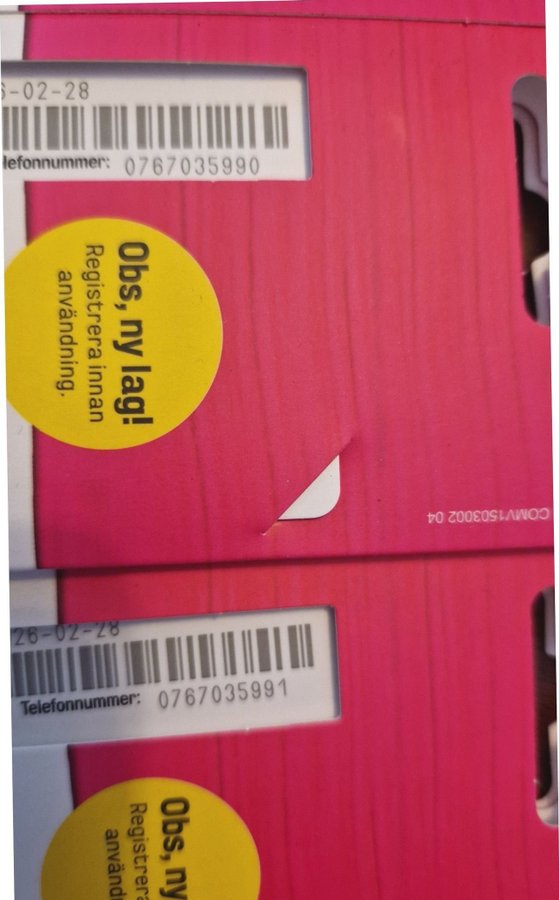 6-02-28
Telefonnummer: 0767035990
Obs, ny lag!
Registrera innan
användning.
COMV1503002 04
26-02-28
Telefonnummer: 0767035991
Obs, ny
Registrera